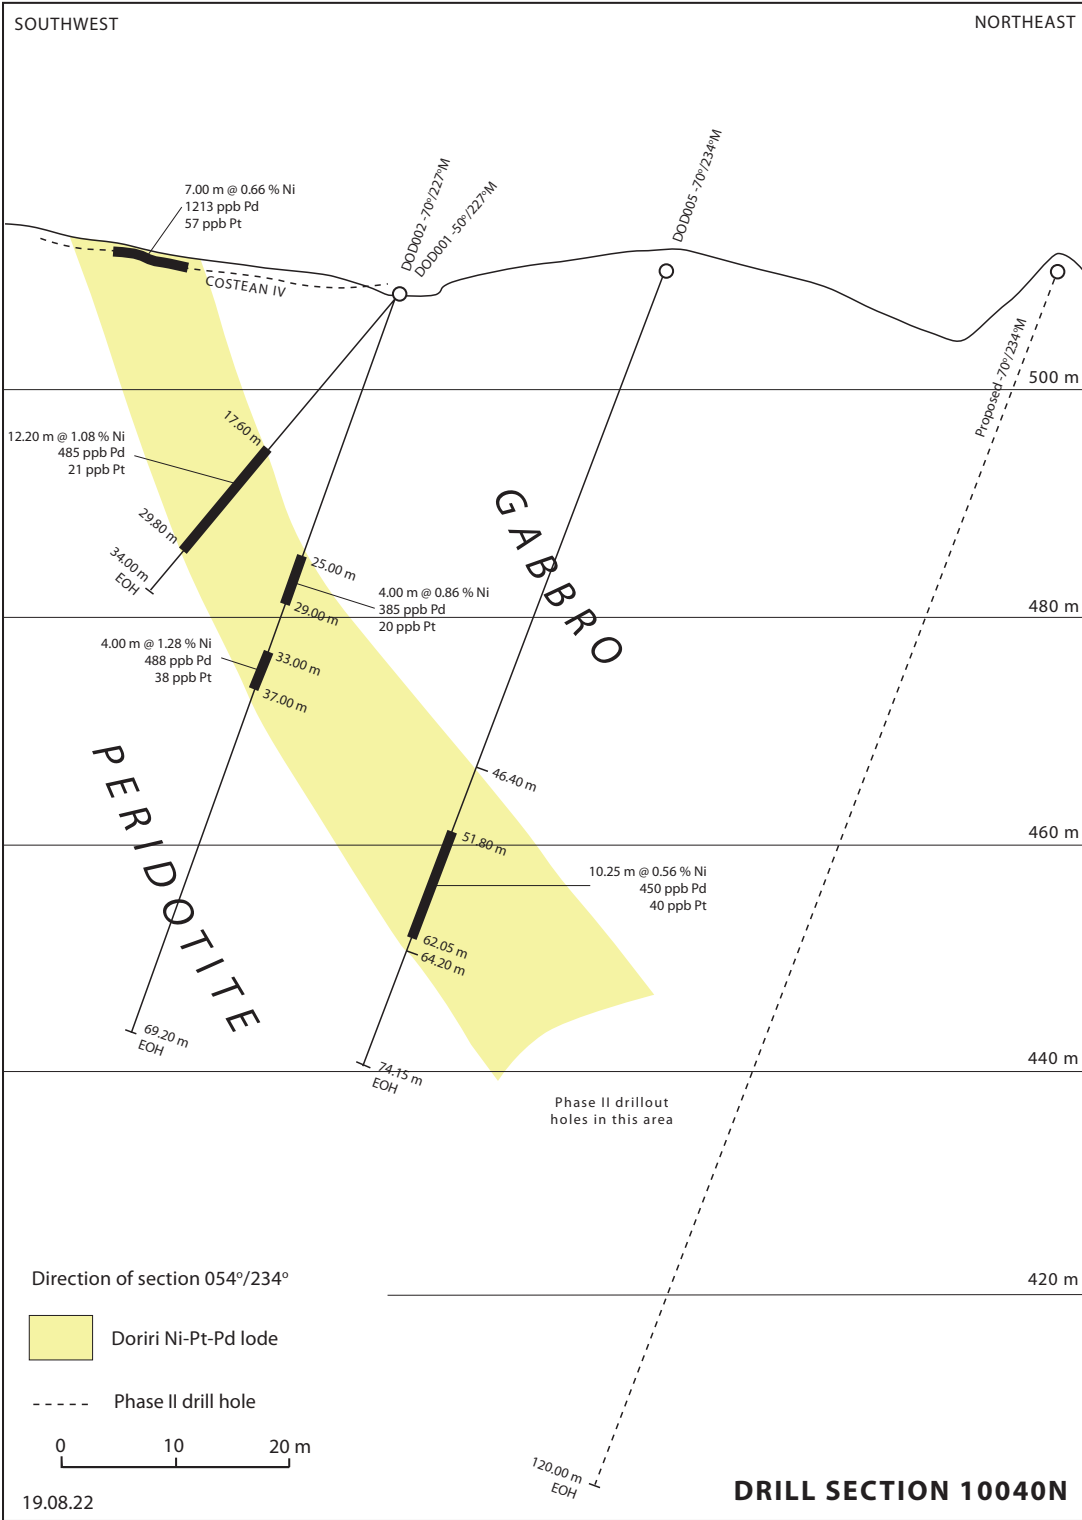 SOUTHWEST
NORTHEAST
7.00 m @ 0.66 % Ni
1213 ppb Pd
57 ppb Pt
COSTEAN IV
DOD002 -70°/227°M
DOD001 -50°/227°M
DOD005 -70°/234°M
Proposed -70°/234°M
500 m
17.60 m
12.20 m @ 1.08 % Ni
485 ppb Pd
21 ppb Pt
29.80 m
34.00 m
EOH
GABBRO
25.00 m
4.00 m @ 0.86 % Ni
385 ppb Pd
20 ppb Pt
29.00 m
480 m
4.00 m @ 1.28 % Ni
488 ppb Pd
38 ppb Pt
33.00 m
37.00 m
PERIDOTITE
46.40 m
51.80 m
460 m
10.25 m @ 0.56 % Ni
450 ppb Pd
40 ppb Pt
62.05 m
64.20 m
69.20 m
EOH
74.15 m
EOH
440 m
Phase II drillout
holes in this area
420 m
Direction of section 054°/234°
Doriri Ni-Pt-Pd lode
Phase II drill hole
0 10 20 m
120.00 m
EOH
19.08.22
DRILL SECTION 10040N